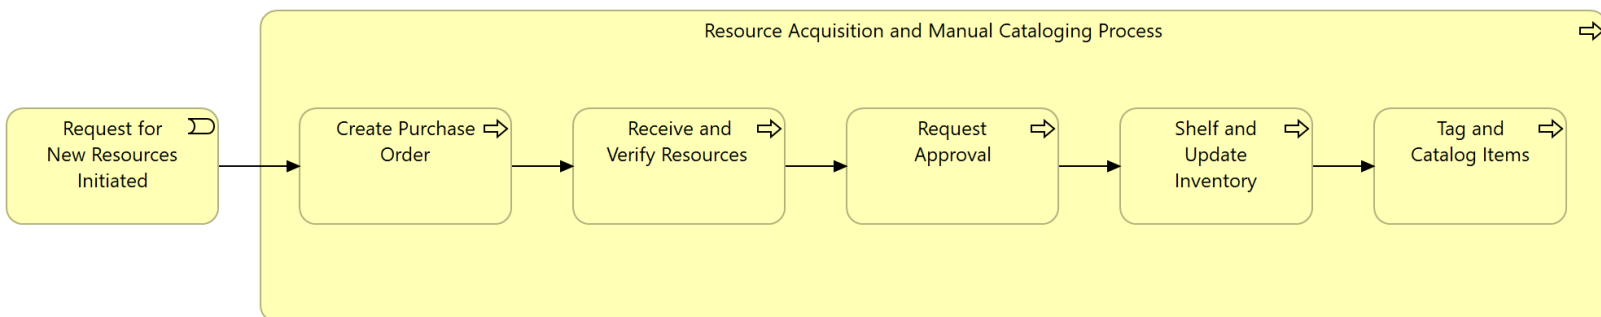 Resource Acquisition and Manual Cataloging Process
Request for
New Resources
Initiated
Create Purchase
Order
Receive and
Verify Resources
Request
Approval
Shelf and
Update
Inventory
Tag and
Catalog Items